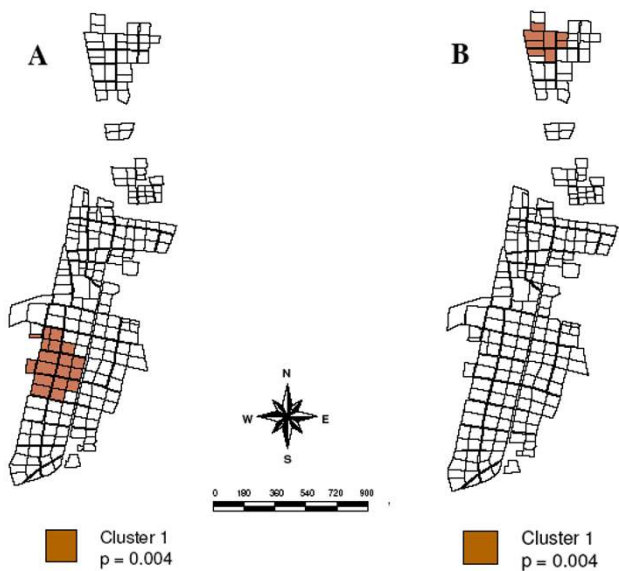 A
B
N
W E
S
0 180 360 540 720 900
Cluster 1
p = 0.004
Cluster 1
p = 0.004